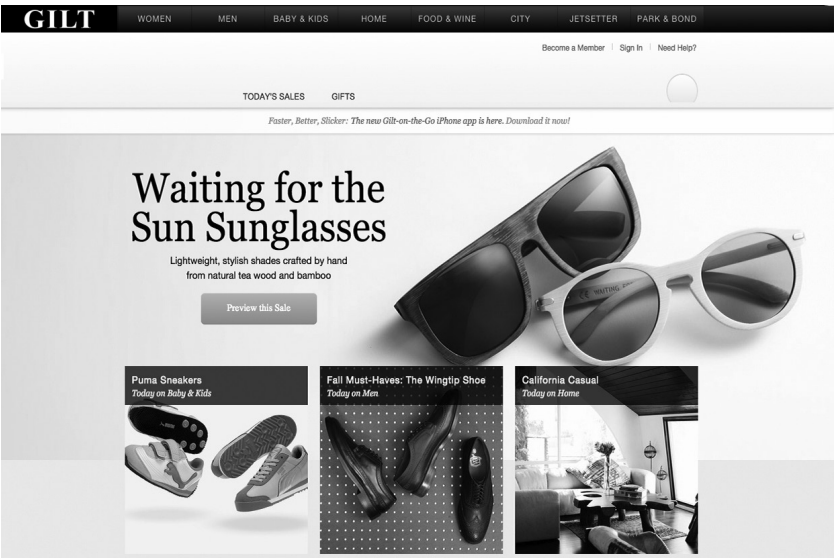 GILT WOMEN MEN BABY & KIDS HOME FOOD & WINE CITY JETSETTER PARK & BOND
Become a Member Sign In Need Help?
TODAY'S SALES GIFTS
Faster, Better, Slicker: The new Gilt-on-the-Go iPhone app is here. Download it now!
Waiting for the
Sun Sunglasses
Lightweight, stylish shades crafted by hand
from natural tea wood and bamboo
Preview this Sale
WAITING
Puma Sneakers
Today on Baby & Kids
Fall Must-Haves: The Wingtip Shoe
Today on Men
California Casual
Today on Home